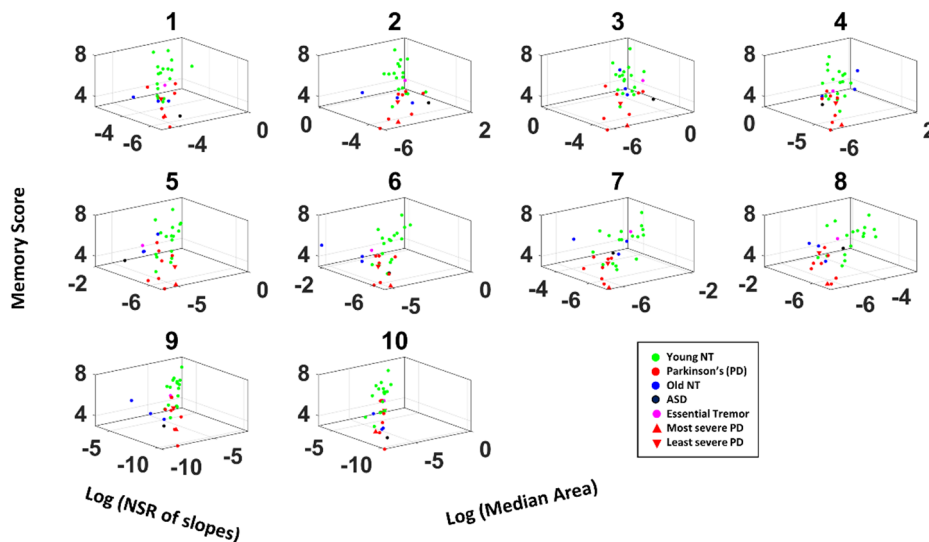 1 2 3 4
8 8 8 8
4 4 4 4
0 0 0
-4 -6 -4 0
-4 -6 2
-4 -6 0
-5 -6 2
5 6 7 8
8 8 8 8
4 4 4 4
-2 -6 -5 0
-2 -6 -5 0
-4 -6 -6 -2
-2 -6 -6 -4
Memory Score
9 10
8 8
4 4
-5 -10 -10 -5
-5 -10 -5 0
Log (NSR of slopes)
Log (Median Area)
Young NT
Parkinson's (PD)
Old NT
ASD
Essential Tremor
Most severe PD
Least severe PD